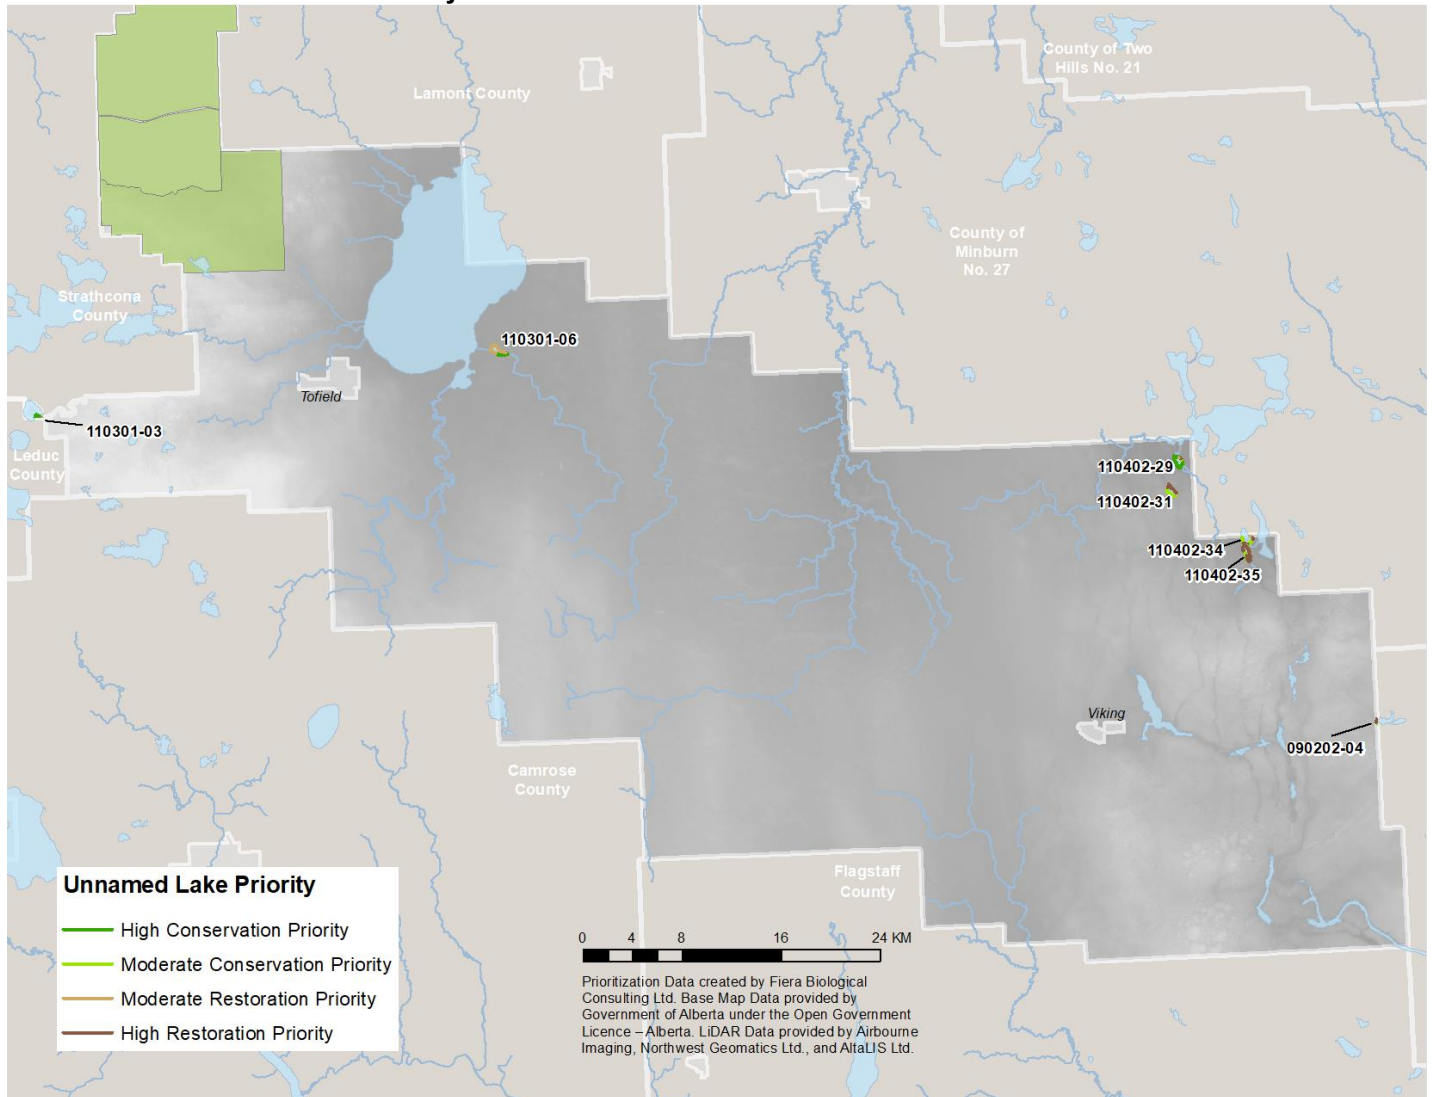 County of Two
Hills No. 21
Lamont County
County of
Minburn
No. 27
Strathcona
County
110301-06
Tofield
110301-03
Leduc
County
110402-29
110402-31
110402-34
110402-35
Viking
090202-04
Camrose
County
Flagstaff
County
Unnamed Lake Priority
High Conservation Priority
Moderate Conservation Priority
Moderate Restoration Priority
High Restoration Priority
0 4 8 16 24 KM
Prioritization Data created by Fiera Biological
Consulting Ltd. Base Map Data provided by
Government of Alberta under the Open Government
Licence – Alberta. LiDAR Data provided by Airbourne
Imaging, Northwest Geomatics Ltd., and AltaLIS Ltd.